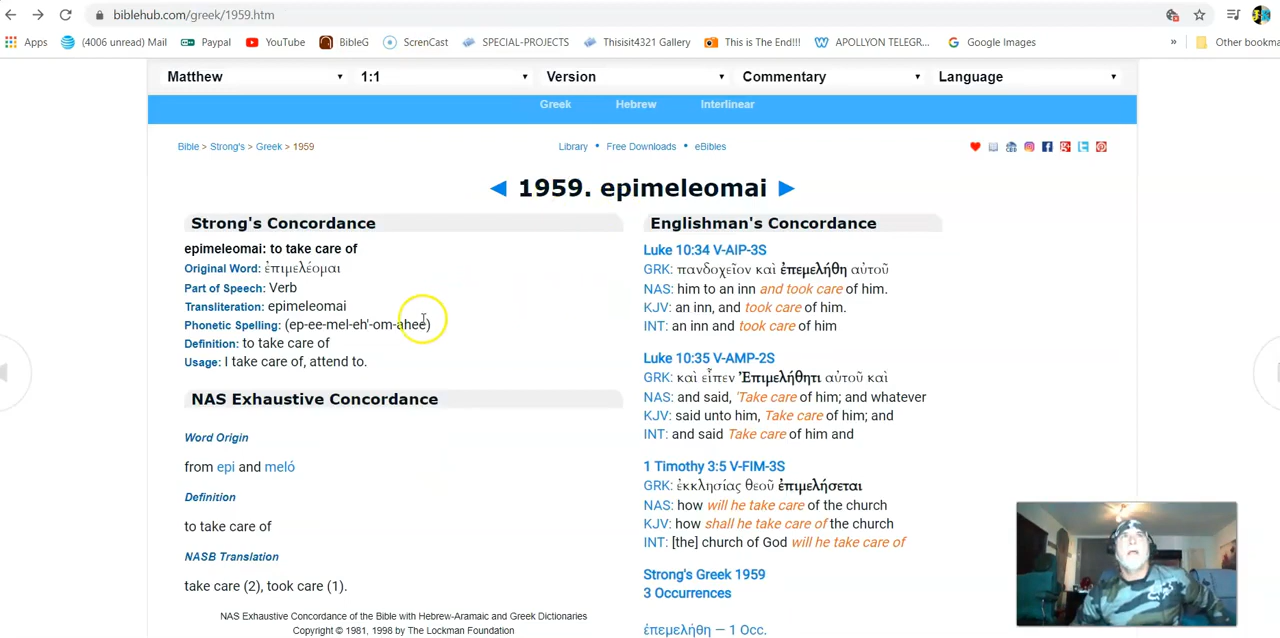 biblehub.com/greek/1959.htm
Apps (4006 unread) Mail Paypal YouTube BibleG ScrenCast SPECIAL-PROJECTS Thisisit4321 Gallery This is The End!!! APOLLYON TELEGR... Google Images » Other bookma
Matthew 1:1 Version Commentary Language
Greek Hebrew Interlinear
Bible > Strong's > Greek > 1959
Library • Free Downloads • eBibles
◄ 1959. epimeleomai ►
Strong's Concordance
epimeleomai: to take care of
Original Word: ἐπιμελέομαι
Part of Speech: Verb
Transliteration: epimeleomai
Phonetic Spelling: (ep-ee-mel-eh'-om-ahee)
Definition: to take care of
Usage: I take care of, attend to.
NAS Exhaustive Concordance
Word Origin
from epi and meló
Definition
to take care of
NASB Translation
take care (2), took care (1).
NAS Exhaustive Concordance of the Bible with Hebrew-Aramaic and Greek Dictionaries
Copyright © 1981, 1998 by The Lockman Foundation
Englishman's Concordance
Luke 10:34 V-AIP-3S
GRK: πανδοχεῖον καὶ ἐπεμελήθη αὐτοῦ
NAS: him to an inn and took care of him.
KJV: an inn, and took care of him.
INT: an inn and took care of him
Luke 10:35 V-AMP-2S
GRK: καὶ εἶπεν Ἐπιμελήθητι αὐτοῦ καὶ
NAS: and said, 'Take care of him; and whatever
KJV: said unto him, Take care of him; and
INT: and said Take care of him and
1 Timothy 3:5 V-FIM-3S
GRK: ἐκκλησίας θεοῦ ἐπιμελήσεται
NAS: how will he take care of the church
KJV: how shall he take care of the church
INT: [the] church of God will he take care of
Strong's Greek 1959
3 Occurrences
ἐπεμελήθη — 1 Occ.